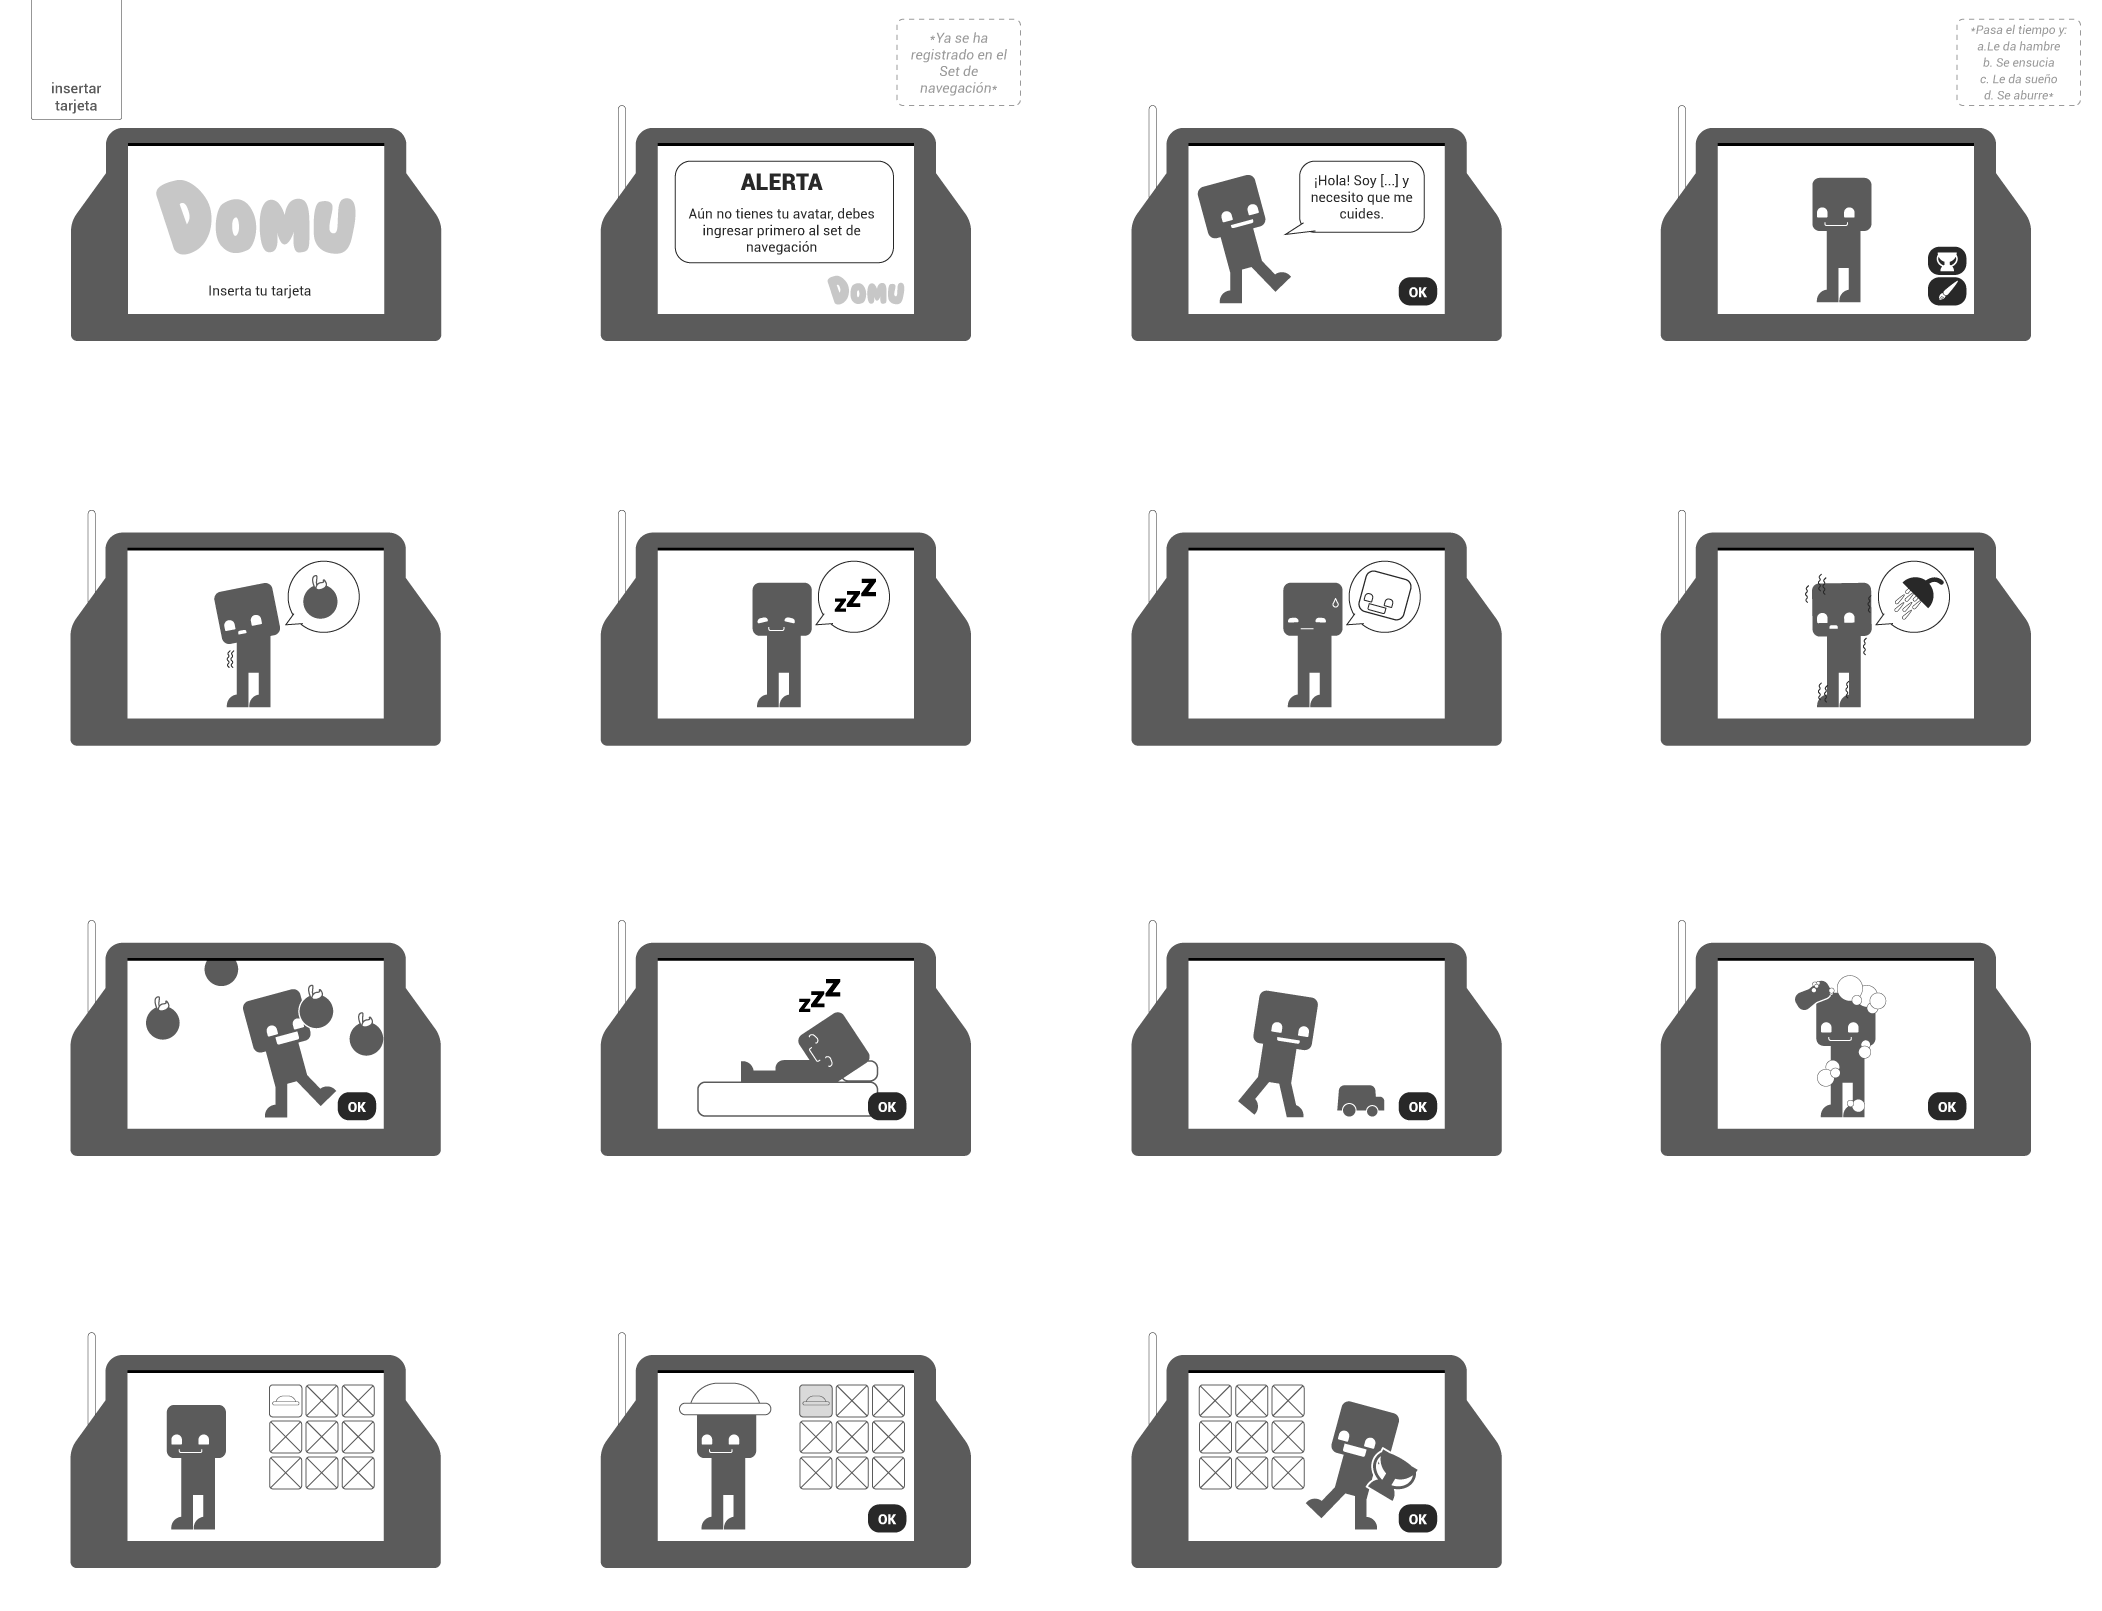 insertar
tarjeta
*Ya se ha
registrado en el
Set de
navegación*
*Pasa el tiempo y:
a.Le da hambre
b. Se ensucia
c. Le da sueño
d. Se aburre*
DOMU
Inserta tu tarjeta
ALERTA
Aún no tienes tu avatar, debes
ingresar primero al set de
navegación
DOMU
¡Hola! Soy [...] y
necesito que me
cuides.
OK
zzz
zzz
OK
OK
OK
OK
OK
OK